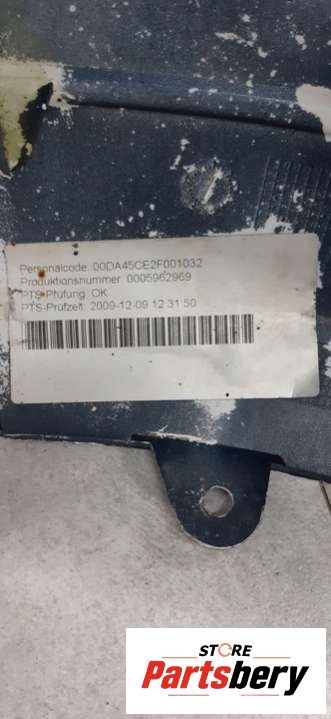 Personalcode: 00DA45CE2F001032
Produktionsnummer: 0005962969
PTS-Prüfung: OK
PTS-Prüfzeit: 2009-12-09 12 31 50
STORE
Partsbery